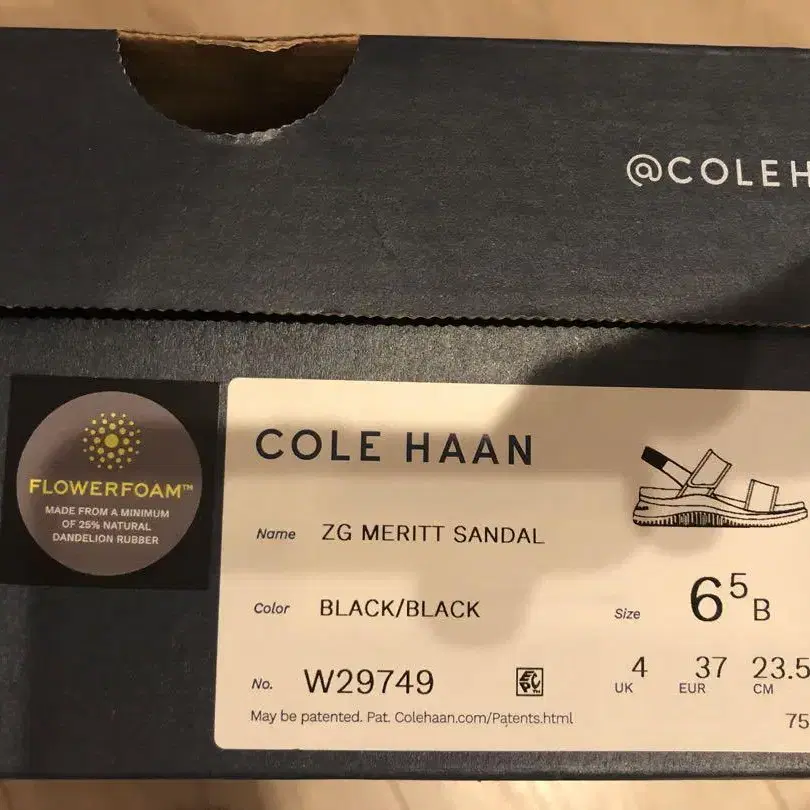 @COLEH
FLOWERFOAM™
MADE FROM A MINIMUM
OF 25% NATURAL
DANDELION RUBBER
COLE HAAN
Name ZG MERITT SANDAL
Color BLACK/BLACK
Size 6⁵ B
No. W29749
EPC
4 UK 37 EUR 23.5 CM
May be patented. Pat. Colehaan.com/Patents.html
75